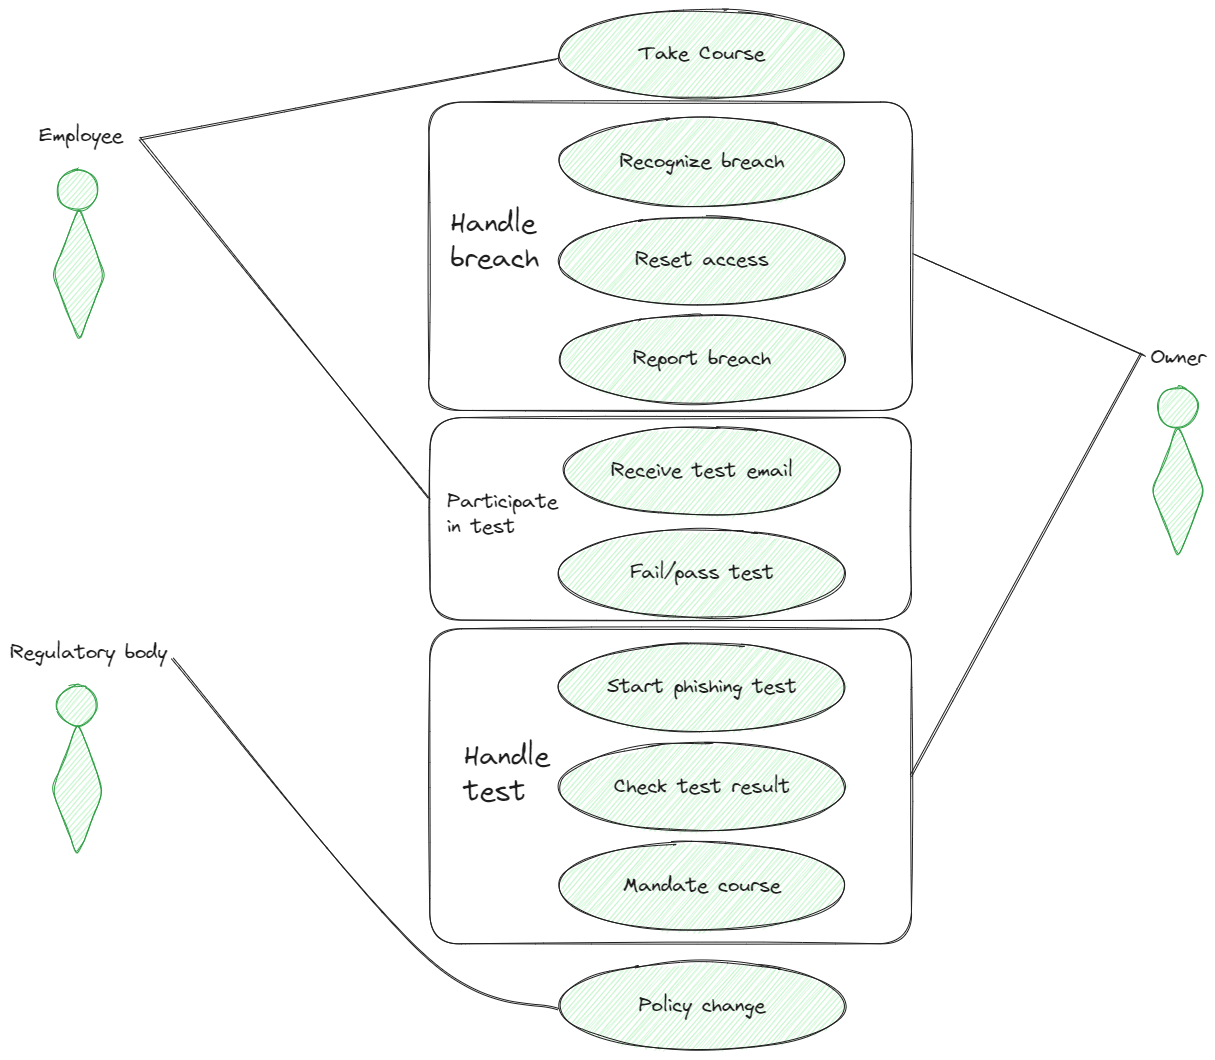 Take Course
Employee
Recognize breach
Handle
breach
Reset access
Report breach
Owner
Receive test email
Participate
in test
Fail/pass test
Regulatory body
Start phishing test
Handle
test
Check test result
Mandate course
Policy change